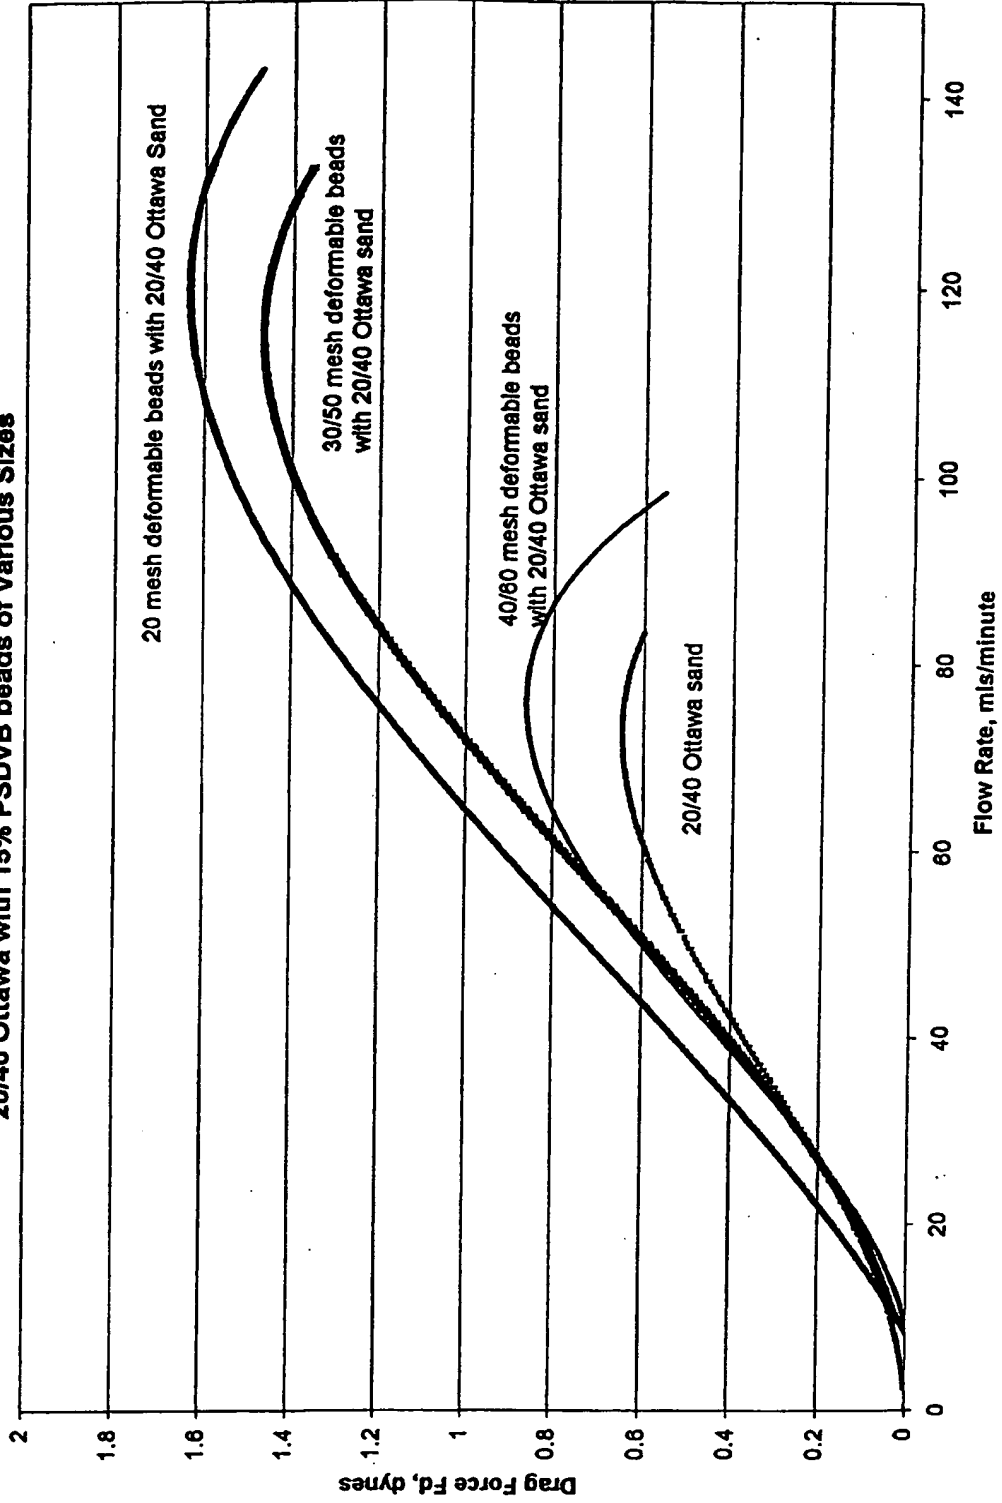 20/40 Ottawa with 15% PSDVB beads of Various Sizes
20 mesh deformable beads with 20/40 Ottawa Sand
30/50 mesh deformable beads
with 20/40 Ottawa sand
40/60 mesh deformable beads
with 20/40 Ottawa sand
20/40 Ottawa sand
Drag Force Fd, dynes
2
1.8
1.6
1.4
1.2
1
0.8
0.6
0.4
0.2
0
0
20
40
60
80
100
120
140
Flow Rate, mls/minute